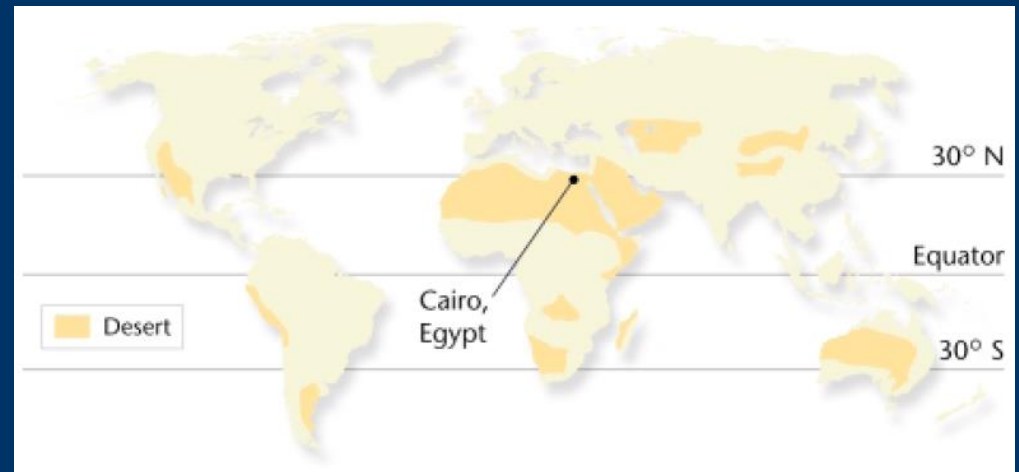 30° N
Equator
Cairo,
Egypt
Desert
30° S